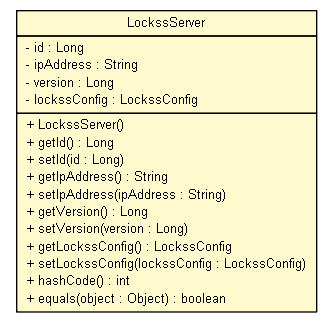 LockssServer
- id : Long
- ipAddress : String
- version : Long
- lockssConfig : LockssConfig
+ LockssServer()
+ getId() : Long
+ setId(id : Long)
+ getIpAddress() : String
+ setIpAddress(ipAddress : String)
+ getVersion() : Long
+ setVersion(version : Long)
+ getLockssConfig() : LockssConfig
+ setLockssConfig(lockssConfig : LockssConfig)
+ hashCode() : int
+ equals(object : Object) : boolean